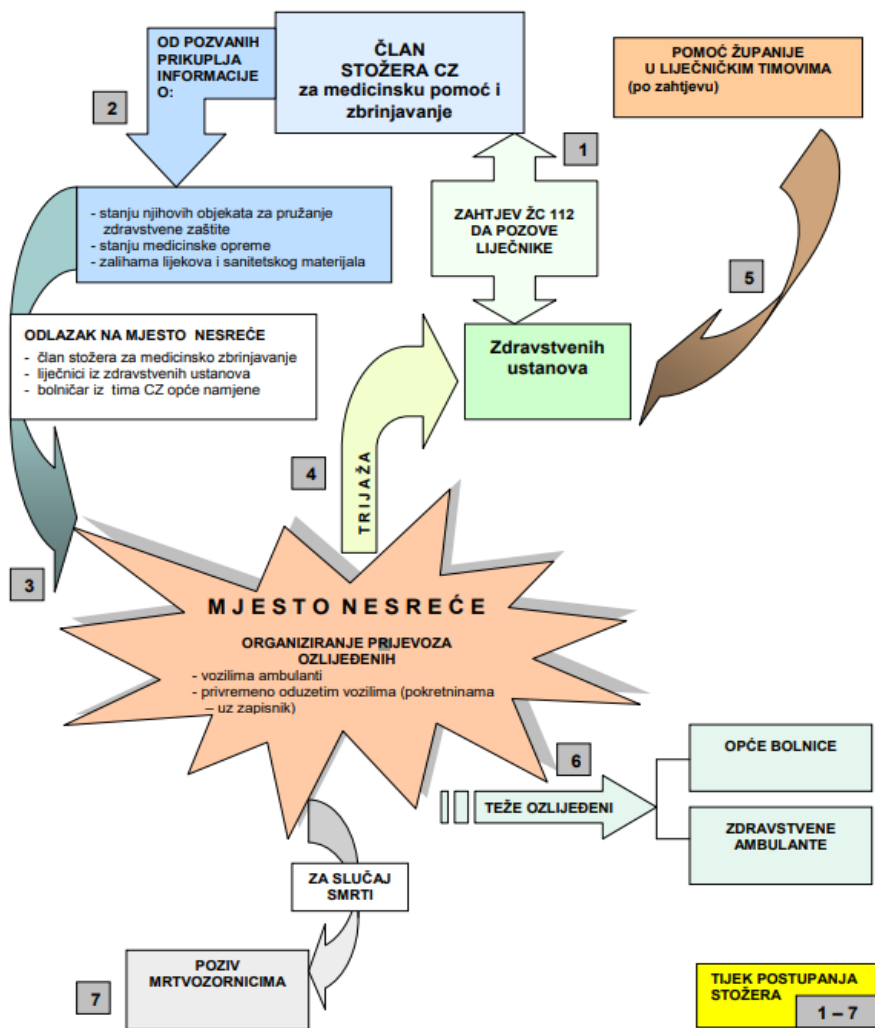 OD POZVANIH
PRIKUPLJA
INFORMACIJE
O:
ČLAN
STOŽERA CZ
za medicinsku pomoć i
zbrinjavanje
POMOĆ ŽUPANIJE
U LIJEČNIČKIM TIMOVIMA
(po zahtjevu)
2
1
- stanju njihovih objekata za pružanje
zdravstvene zaštite
- stanju medicinske opreme
- zalihama lijekova i sanitetskog materijala
ZAHTJEV ŽC 112
DA POZOVE
LIJEČNIKE
5
ODLAZAK NA MJESTO NESREĆE
- član stožera za medicinsko zbrinjavanje
- liječnici iz zdravstvenih ustanova
- bolničar iz tima CZ opće namjene
Zdravstvenih
ustanova
4
TRIJAŽA
3
MJESTO NESREĆE
ORGANIZIRANJE PRIJEVOZA
OZLIJEĐENIH
- vozilima ambulanti
- privremeno oduzetim vozilima (pokretninama
– uz zapisnik)
6
TEŽE OZLIJEĐENI
OPĆE BOLNICE
ZDRAVSTVENE
AMBULANTE
ZA SLUČAJ
SMRTI
7
POZIV
MRTVOZORNICIMA
TIJEK POSTUPANJA
STOŽERA
1 – 7